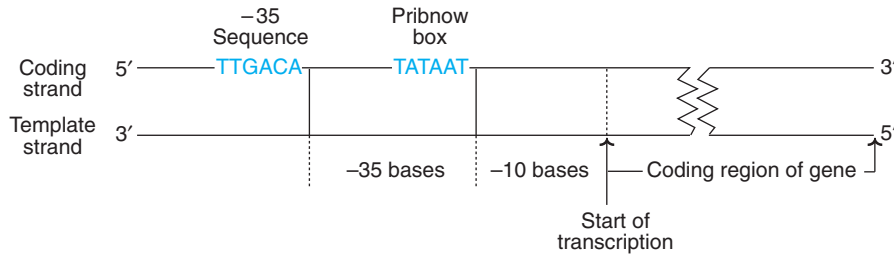 −35
Sequence
Pribnow
box
Coding
strand
5′
TTGACA
TATAAT
3′
Template
strand
3′
5′
−35 bases
−10 bases
Coding region of gene
Start of
transcription